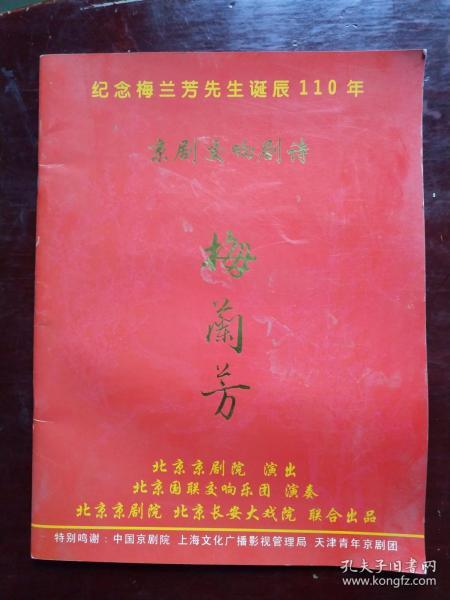 纪念梅兰芳先生诞辰110年
京剧交响剧诗
梅
蘭
芳
北京京剧院 演出
北京国联交响乐团 演奏
北京京剧院 北京长安大戏院 联合出品
特别鸣谢：中国京剧院 上海文化广播影视管理局 天津青年京剧团
孔夫子旧书网
kongfz.com